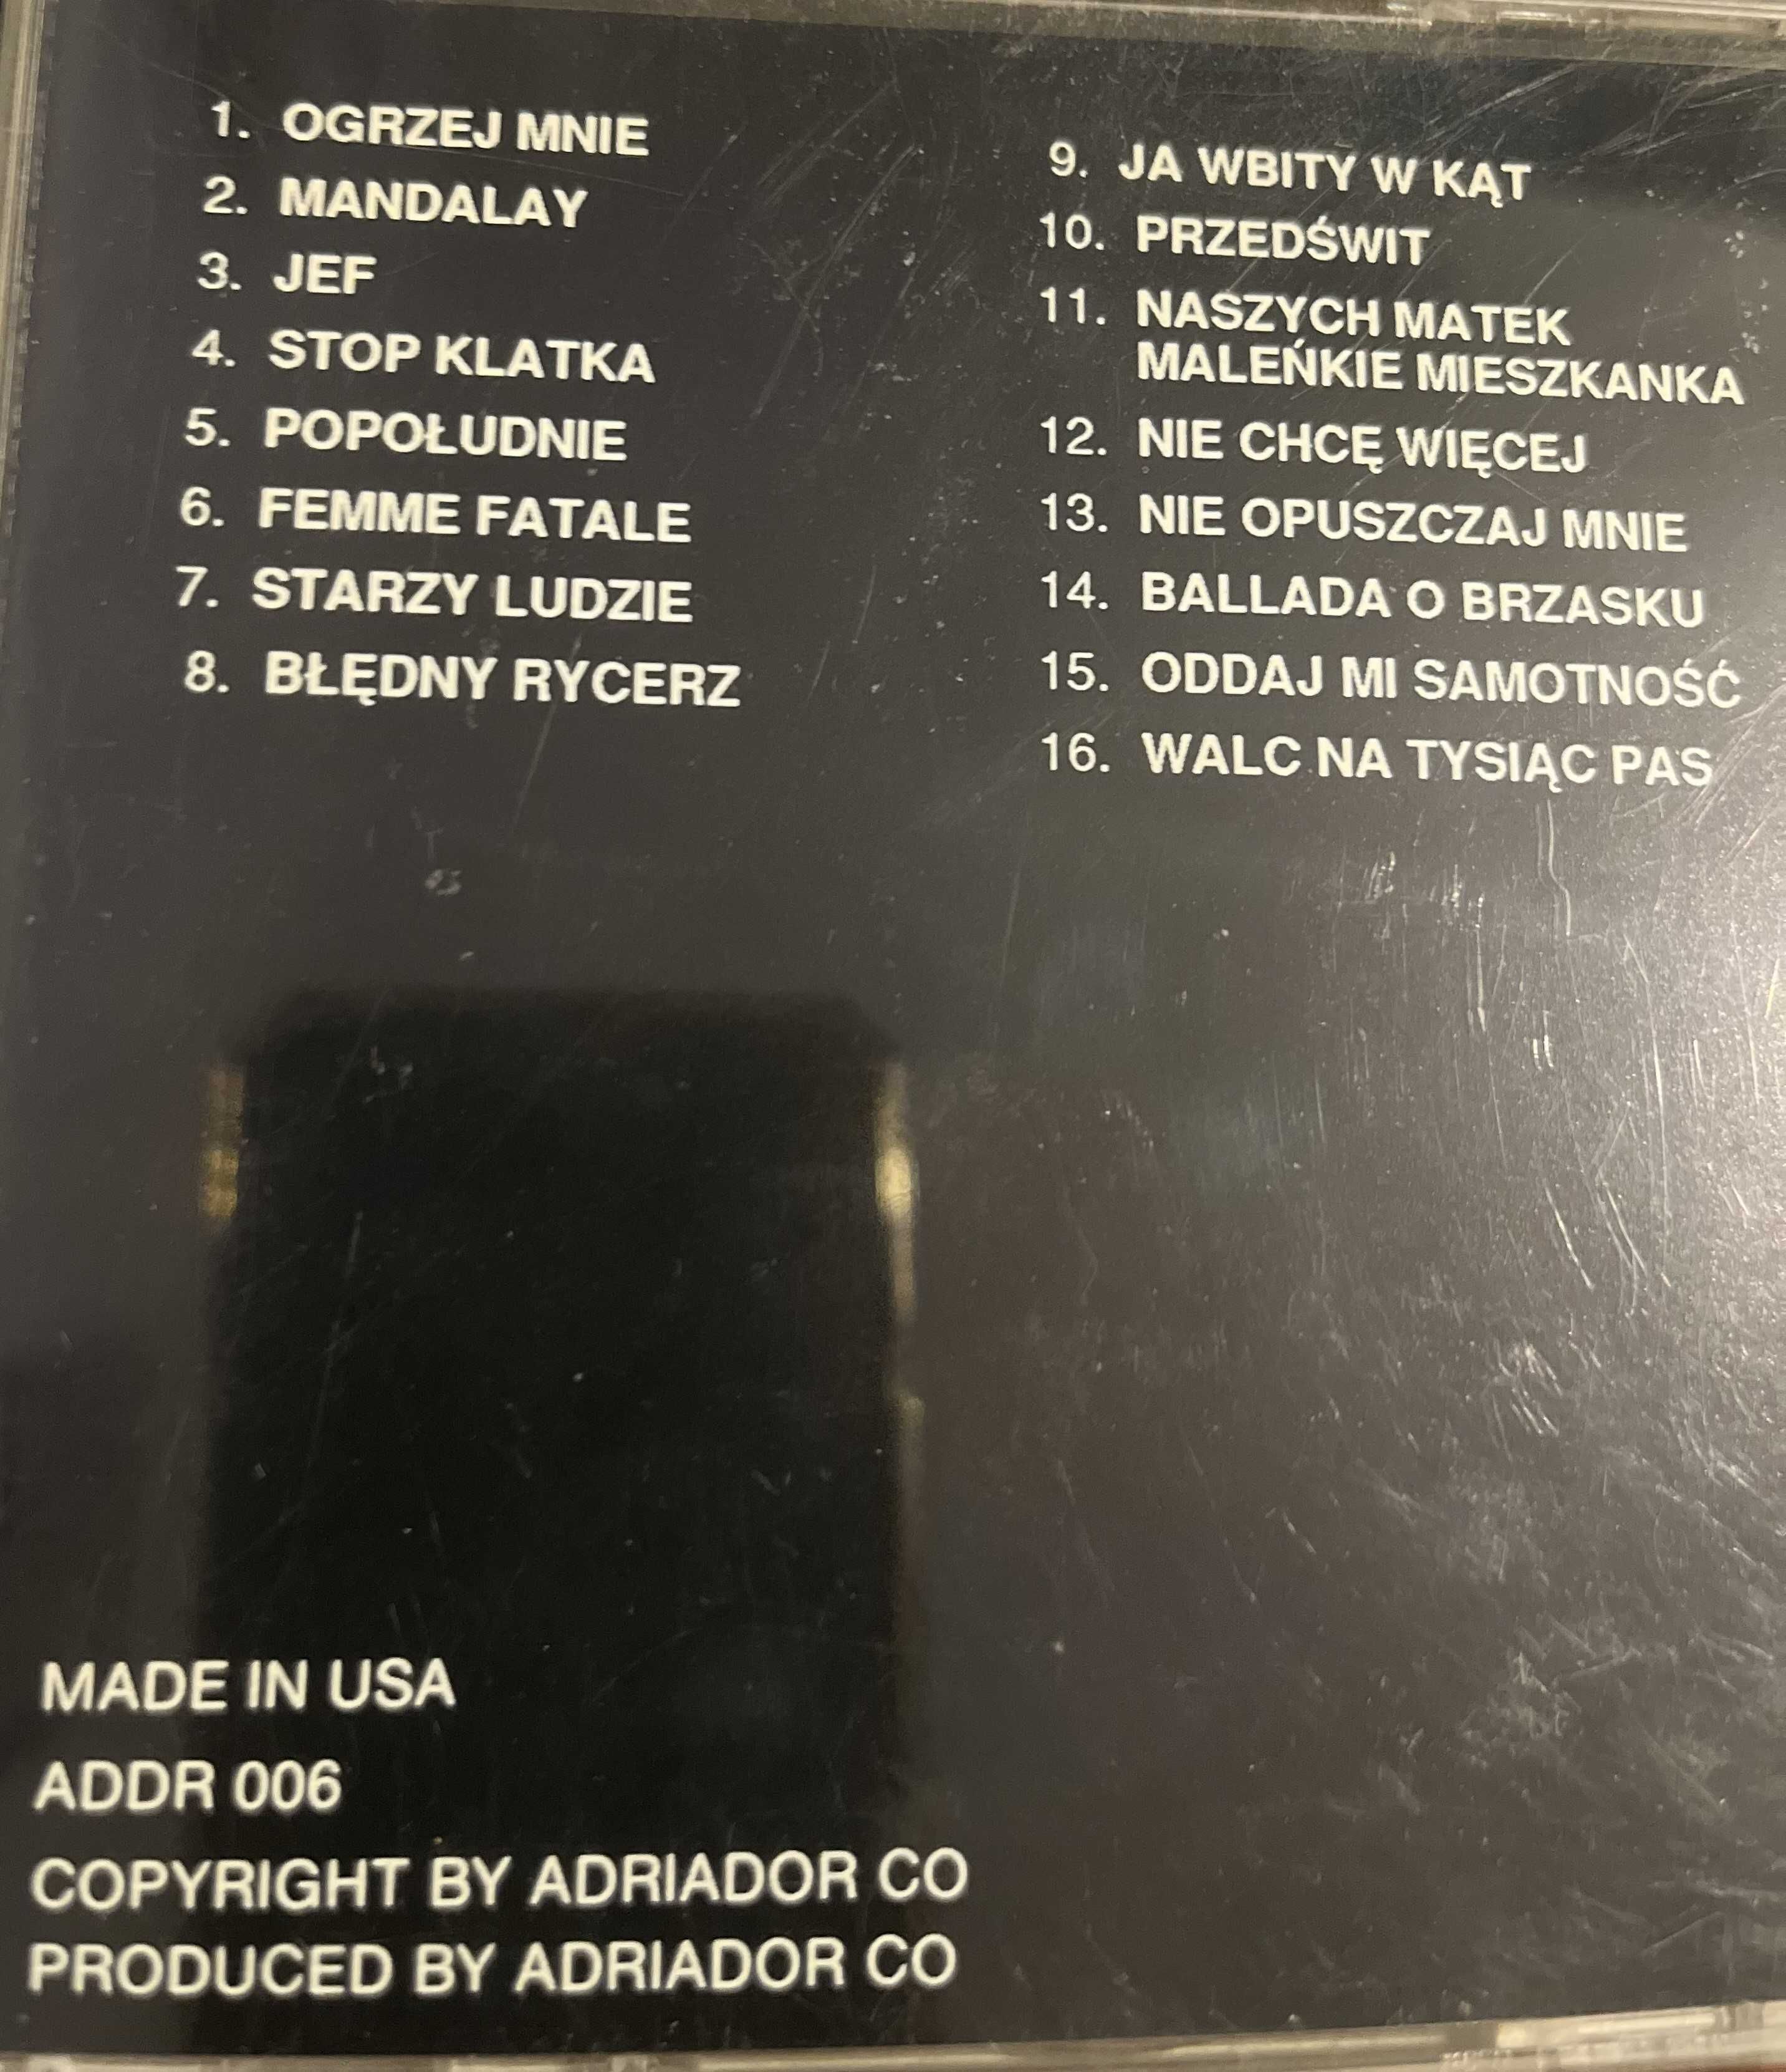 1. OGRZEJ MNIE
2. MANDALAY
3. JEF
4. STOP KLATKA
5. POPOŁUDNIE
6. FEMME FATALE
7. STARZY LUDZIE
8. BŁĘDNY RYCERZ
9. JA WBITY W KĄT
10. PRZEDŚWIT
11. NASZYCH MATEK
MALEŃKIE MIESZKANKA
12. NIE CHCĘ WIĘCEJ
13. NIE OPUSZCZAJ MNIE
14. BALLADA O BRZASKU
15. ODDAJ MI SAMOTNOŚĆ
16. WALC NA TYSIĄC PAS
MADE IN USA
ADDR 006
COPYRIGHT BY ADRIADOR CO
PRODUCED BY ADRIADOR CO